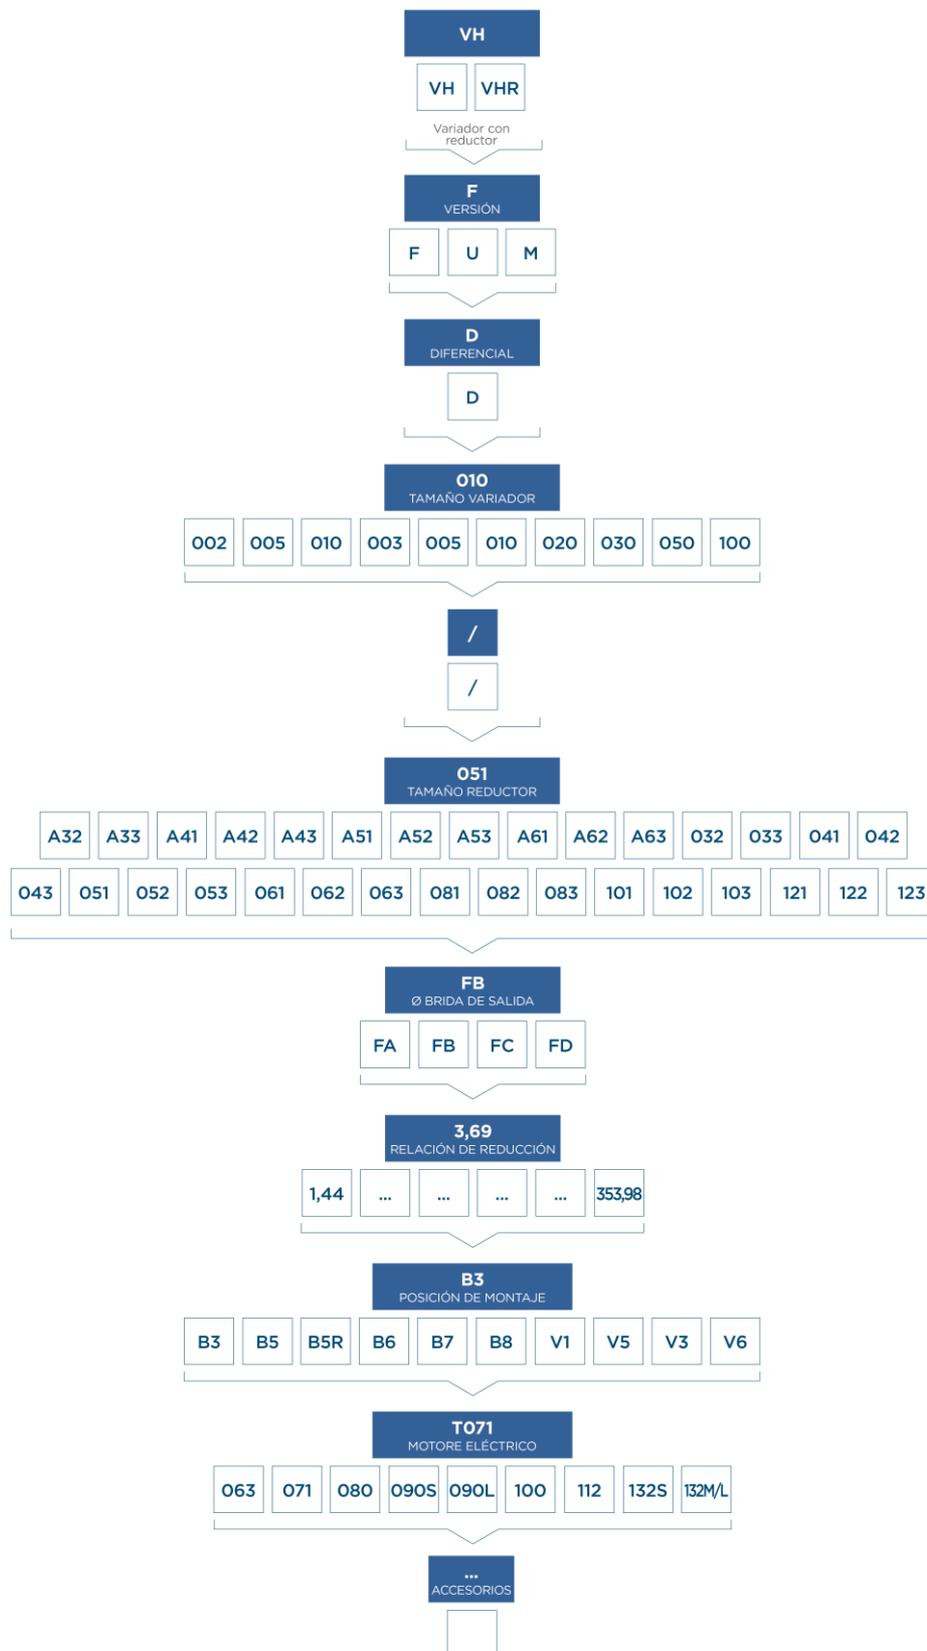 VH
VH VHR
Variador con
reductor
F
VERSIÓN
F U M
D
DIFERENCIAL
D
010
TAMAÑO VARIADOR
002 005 010 003 005 010 020 030 050 100
/
/
051
TAMAÑO REDUCTOR
A32 A33 A41 A42 A43 A51 A52 A53 A61 A62 A63 032 033 041 042
043 051 052 053 061 062 063 081 082 083 101 102 103 121 122 123
FB
Ø BRIDA DE SALIDA
FA FB FC FD
3,69
RELACIÓN DE REDUCCIÓN
1,44 ... ... ... ... 353,98
B3
POSICIÓN DE MONTAJE
B3 B5 B5R B6 B7 B8 V1 V5 V3 V6
T071
MOTORE ELÉCTRICO
063 071 080 090S 090L 100 112 132S 132M/L
...
ACCESORIOS